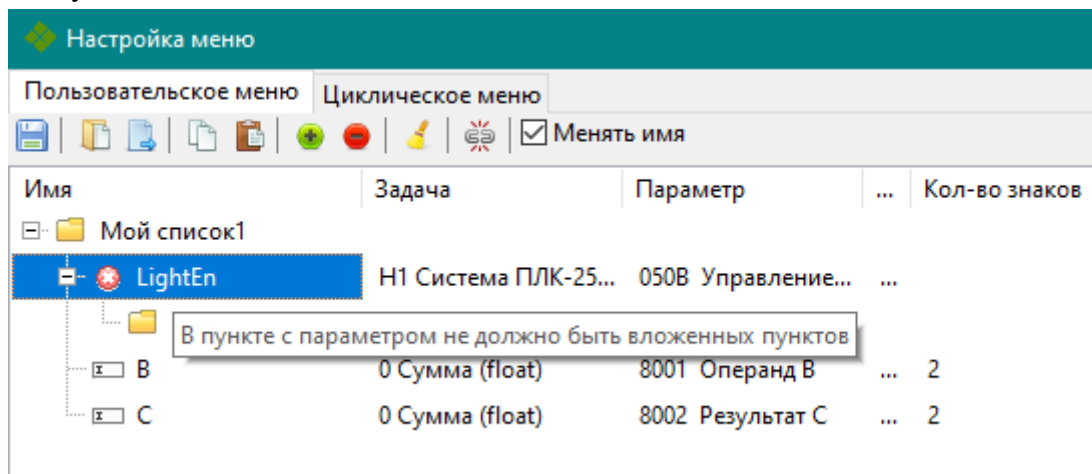 Настройка меню
Пользовательское меню Циклическое меню
Менять имя
Имя Задача Параметр ... Кол-во знаков
Мой список1
LightEn H1 Система ПЛК-25... 050B Управление... ...
В пункте с параметром не должно быть вложенных пунктов
B 0 Сумма (float) 8001 Операнд B ... 2
C 0 Сумма (float) 8002 Результат C ... 2